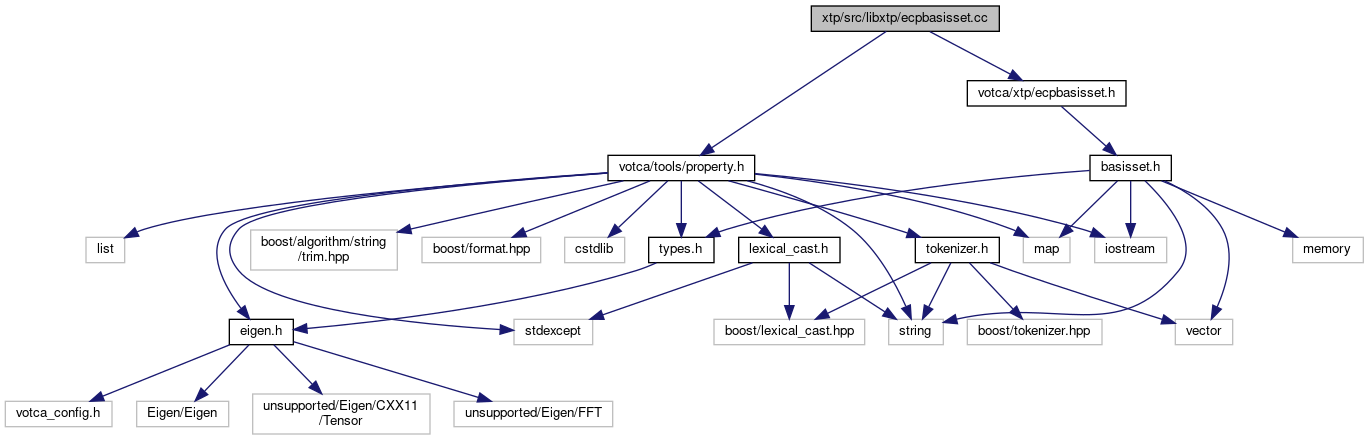 xtp/src/libxtp/ecpbasisset.cc
votca/xtp/ecpbasisset.h
votca/tools/property.h
basisset.h
list
boost/algorithm/string
/trim.hpp
boost/format.hpp
cstdlib
types.h
lexical_cast.h
tokenizer.h
map
iostream
memory
eigen.h
stdexcept
boost/lexical_cast.hpp
string
boost/tokenizer.hpp
vector
votca_config.h
Eigen/Eigen
unsupported/Eigen/CXX11
/Tensor
unsupported/Eigen/FFT